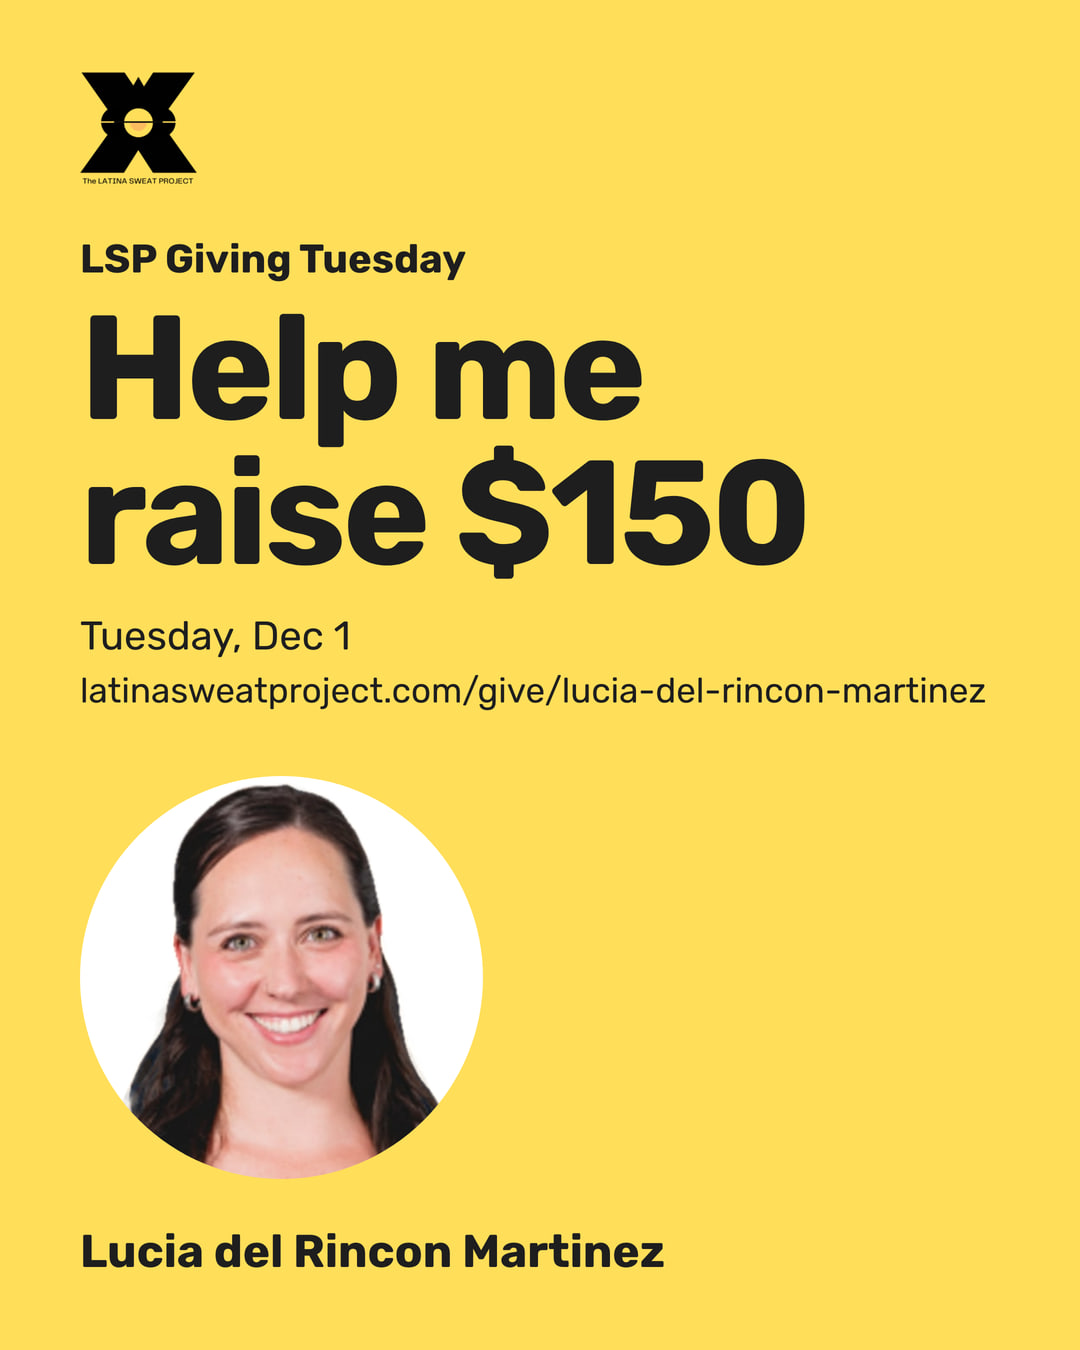 The LATINA SWEAT PROJECT
LSP Giving Tuesday
Help me
raise $150
Tuesday, Dec 1
latinasweatproject.com/give/lucia-del-rincon-martinez
Lucia del Rincon Martinez